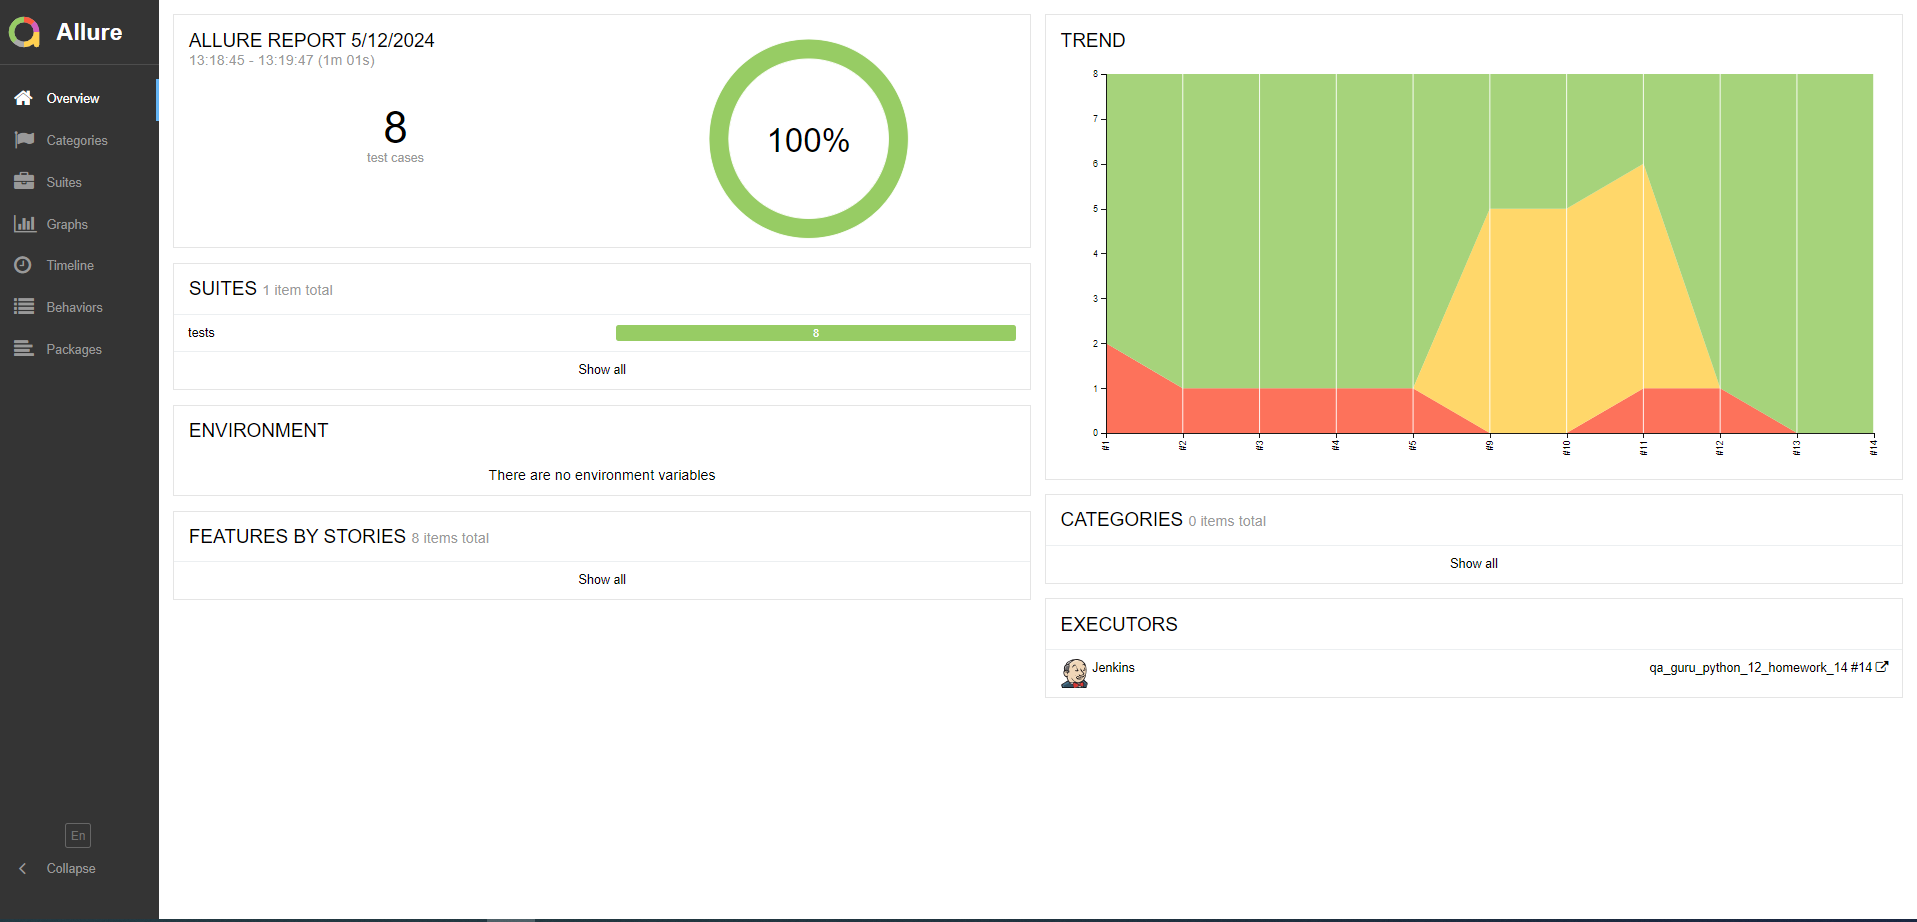 Allure
Overview
Categories
Suites
Graphs
Timeline
Behaviors
Packages
En
Collapse
ALLURE REPORT 5/12/2024
13:18:45 - 13:19:47 (1m 01s)
8
test cases
100%
SUITES 1 item total
tests 8
Show all
ENVIRONMENT
There are no environment variables
FEATURES BY STORIES 8 items total
Show all
TREND
8
7
6
5
4
3
2
1
0
#1 #2 #3 #4 #5 #9 #10 #11 #12 #13 #14
CATEGORIES 0 items total
Show all
EXECUTORS
Jenkins qa_guru_python_12_homework_14 #14